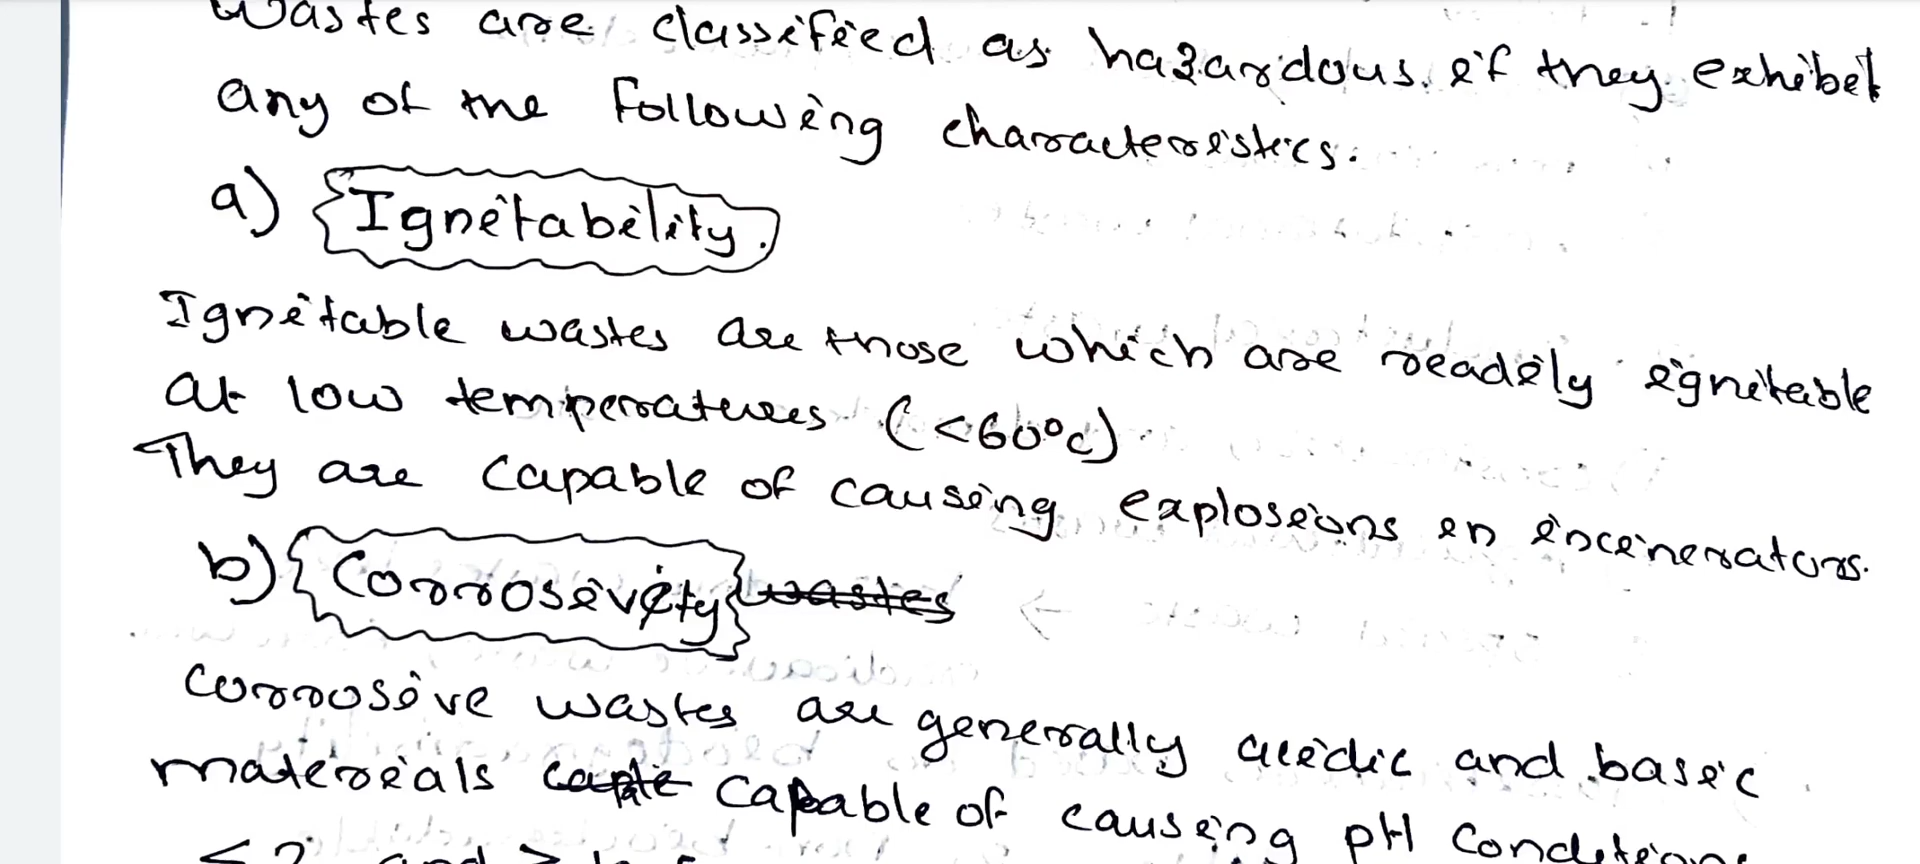 Wastes are classified as hazardous if they exhibit
any of the following characteristics.
a) Ignitability.
Ignitable wastes are those which are readily ignitable
at low temperatures (<60°c)
They are capable of causing explosions in incinerators.
b) Corrosivity wastes
Corrosive wastes are generally acidic and basic
materials capable of causing pH conditions
≤ 2 and ≥